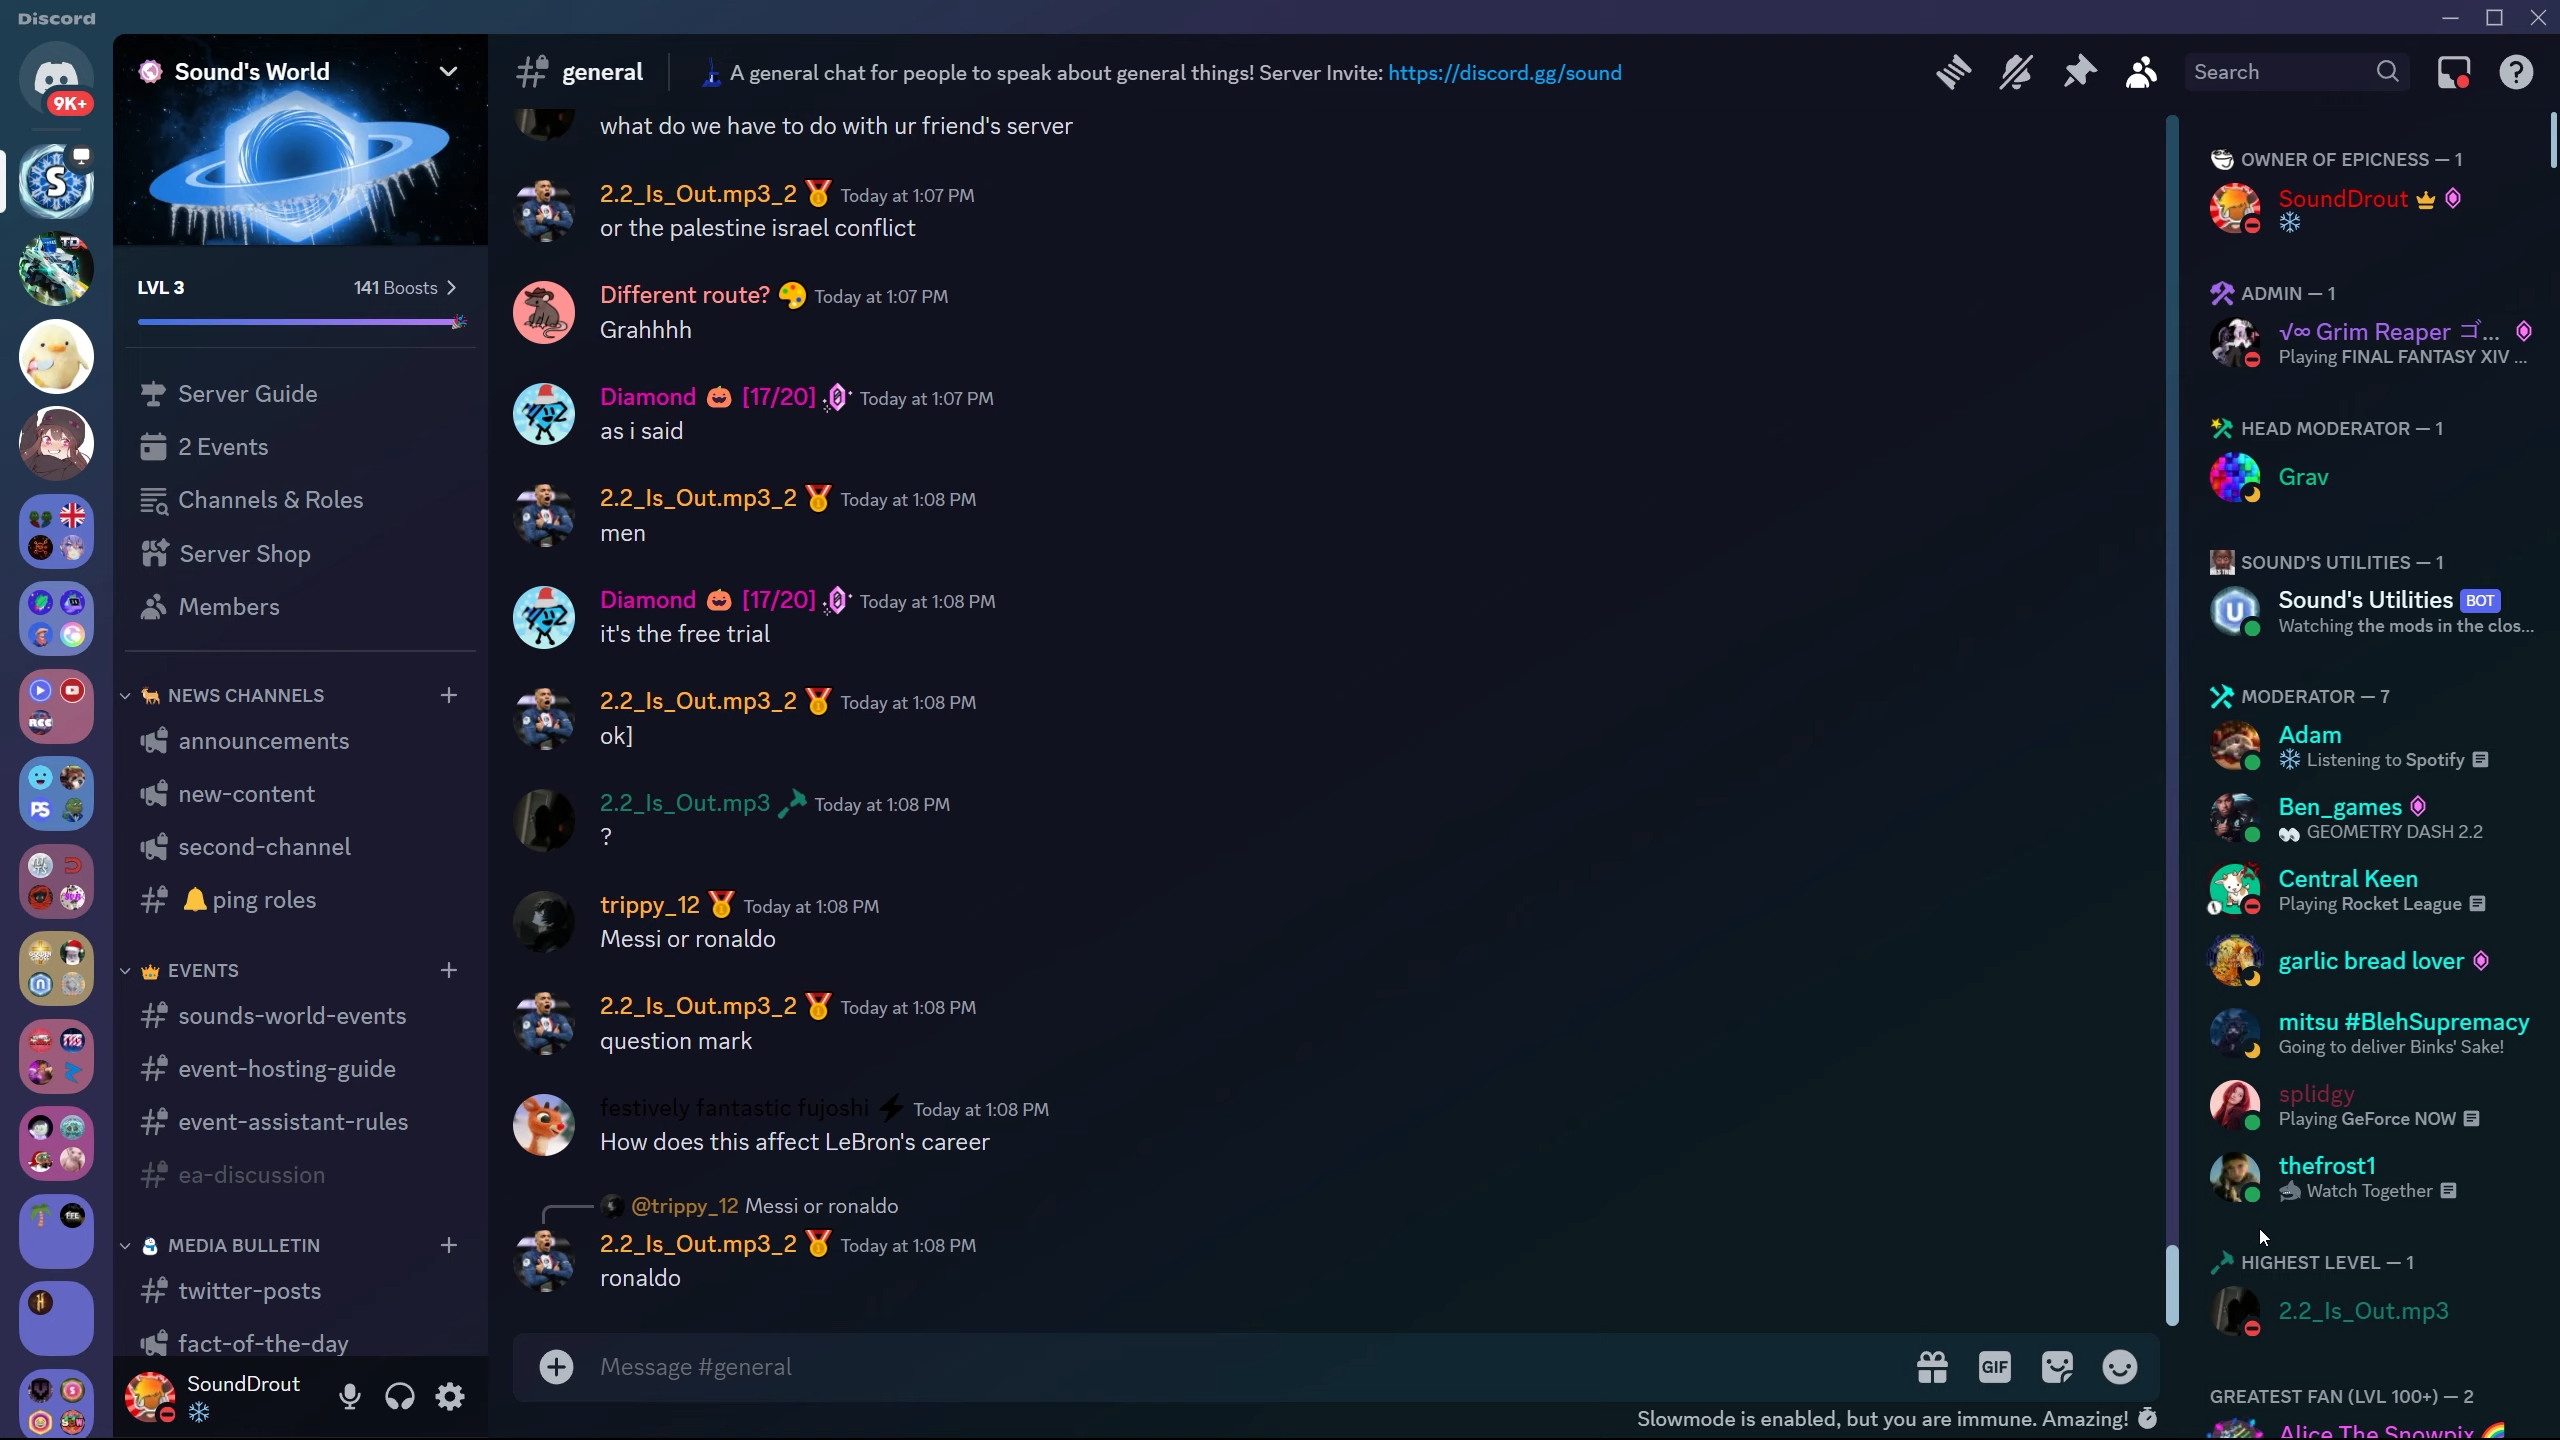 Discord
9K+
Sound's World
LVL 3
141 Boosts
Server Guide
2 Events
Channels & Roles
Server Shop
Members
NEWS CHANNELS
announcements
new-content
second-channel
ping roles
EVENTS
sounds-world-events
event-hosting-guide
event-assistant-rules
ea-discussion
MEDIA BULLETIN
twitter-posts
fact-of-the-day
SoundDrout
general
A general chat for people to speak about general things! Server Invite: https://discord.gg/sound
Search
what do we have to do with ur friend's server
2.2_Is_Out.mp3_2 Today at 1:07 PM
or the palestine israel conflict
Different route? Today at 1:07 PM
Grahhhh
Diamond [17/20] Today at 1:07 PM
as i said
2.2_Is_Out.mp3_2 Today at 1:08 PM
men
Diamond [17/20] Today at 1:08 PM
it's the free trial
2.2_Is_Out.mp3_2 Today at 1:08 PM
ok]
2.2_Is_Out.mp3 Today at 1:08 PM
?
trippy_12 Today at 1:08 PM
Messi or ronaldo
2.2_Is_Out.mp3_2 Today at 1:08 PM
question mark
festively fantastic fujoshi Today at 1:08 PM
How does this affect LeBron's career
@trippy_12 Messi or ronaldo
2.2_Is_Out.mp3_2 Today at 1:08 PM
ronaldo
Message #general
GIF
Slowmode is enabled, but you are immune. Amazing!
OWNER OF EPICNESS — 1
SoundDrout
ADMIN — 1
√∞ Grim Reaper ゴ...
Playing FINAL FANTASY XIV ...
HEAD MODERATOR — 1
Grav
SOUND'S UTILITIES — 1
Sound's Utilities BOT
Watching the mods in the clos...
MODERATOR — 7
Adam
Listening to Spotify
Ben_games
GEOMETRY DASH 2.2
Central Keen
Playing Rocket League
garlic bread lover
mitsu #BlehSupremacy
Going to deliver Binks' Sake!
splidgy
Playing GeForce NOW
thefrost1
Watch Together
HIGHEST LEVEL — 1
2.2_Is_Out.mp3
GREATEST FAN (LVL 100+) — 2
Alice The Snowpix